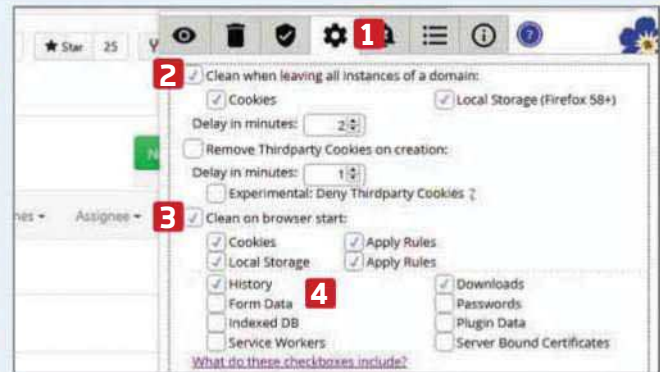 ★ Star 25
1
2 Clean when leaving all instances of a domain:
Cookies Local Storage (Firefox 58+)
Delay in minutes: 2
Remove Thirdparty Cookies on creation:
Delay in minutes: 1
Experimental: Deny Thirdparty Cookies ?
Assignee
3 Clean on browser start:
Cookies Apply Rules
Local Storage Apply Rules
History 4 Downloads
Form Data Passwords
Indexed DB Plugin Data
Service Workers Server Bound Certificates
What do these checkboxes include?